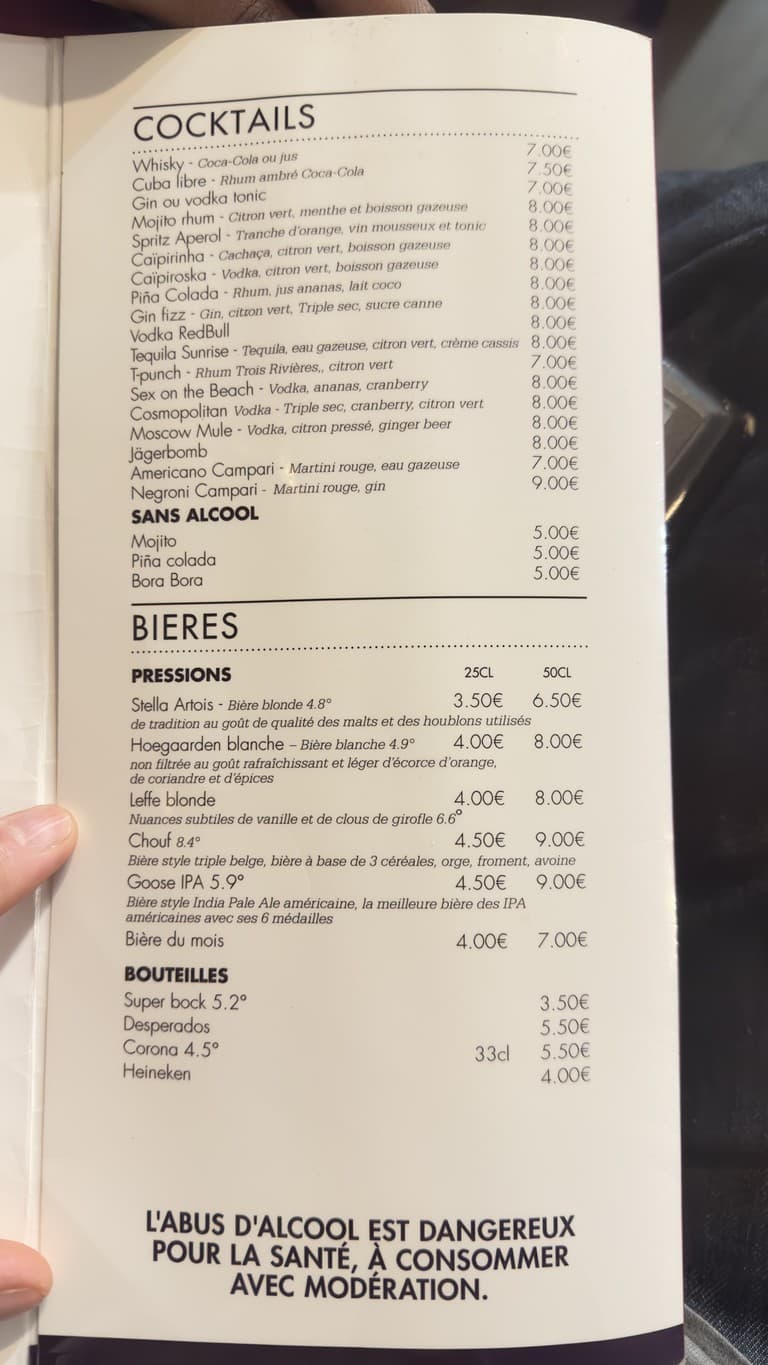 COCKTAILS
Whisky - Coca-Cola ou jus 7.00€
Cuba libre - Rhum ambré Coca-Cola 7.50€
Gin ou vodka tonic 7.00€
Mojito rhum - Citron vert, menthe et boisson gazeuse 8.00€
Spritz Aperol - Tranche d'orange, vin mousseux et tonic 8.00€
Caïpirinha - Cachaça, citron vert, boisson gazeuse 8.00€
Caïpiroska - Vodka, citron vert, boisson gazeuse 8.00€
Piña Colada - Rhum, jus ananas, lait coco 8.00€
Gin fizz - Gin, citron vert, Triple sec, sucre canne 8.00€
Vodka RedBull 8.00€
Tequila Sunrise - Tequila, eau gazeuse, citron vert, crème cassis 8.00€
T-punch - Rhum Trois Rivières,, citron vert 7.00€
Sex on the Beach - Vodka, ananas, cranberry 8.00€
Cosmopolitan Vodka - Triple sec, cranberry, citron vert 8.00€
Moscow Mule - Vodka, citron pressé, ginger beer 8.00€
Jägerbomb 8.00€
Americano Campari - Martini rouge, eau gazeuse 7.00€
Negroni Campari - Martini rouge, gin 9.00€
SANS ALCOOL
Mojito 5.00€
Piña colada 5.00€
Bora Bora 5.00€
BIERES
PRESSIONS 25CL 50CL
Stella Artois - Bière blonde 4.8° 3.50€ 6.50€
de tradition au goût de qualité des malts et des houblons utilisés
Hoegaarden blanche – Bière blanche 4.9° 4.00€ 8.00€
non filtrée au goût rafraîchissant et léger d'écorce d'orange,
de coriandre et d'épices
Leffe blonde 4.00€ 8.00€
Nuances subtiles de vanille et de clous de girofle 6.6°
Chouf 8.4° 4.50€ 9.00€
Bière style triple belge, bière à base de 3 céréales, orge, froment, avoine
Goose IPA 5.9° 4.50€ 9.00€
Bière style India Pale Ale américaine, la meilleure bière des IPA
américaines avec ses 6 médailles
Bière du mois 4.00€ 7.00€
BOUTEILLES
Super bock 5.2° 3.50€
Desperados 5.50€
Corona 4.5° 33cl 5.50€
Heineken 4.00€
L'ABUS D'ALCOOL EST DANGEREUX
POUR LA SANTÉ, À CONSOMMER
AVEC MODÉRATION.